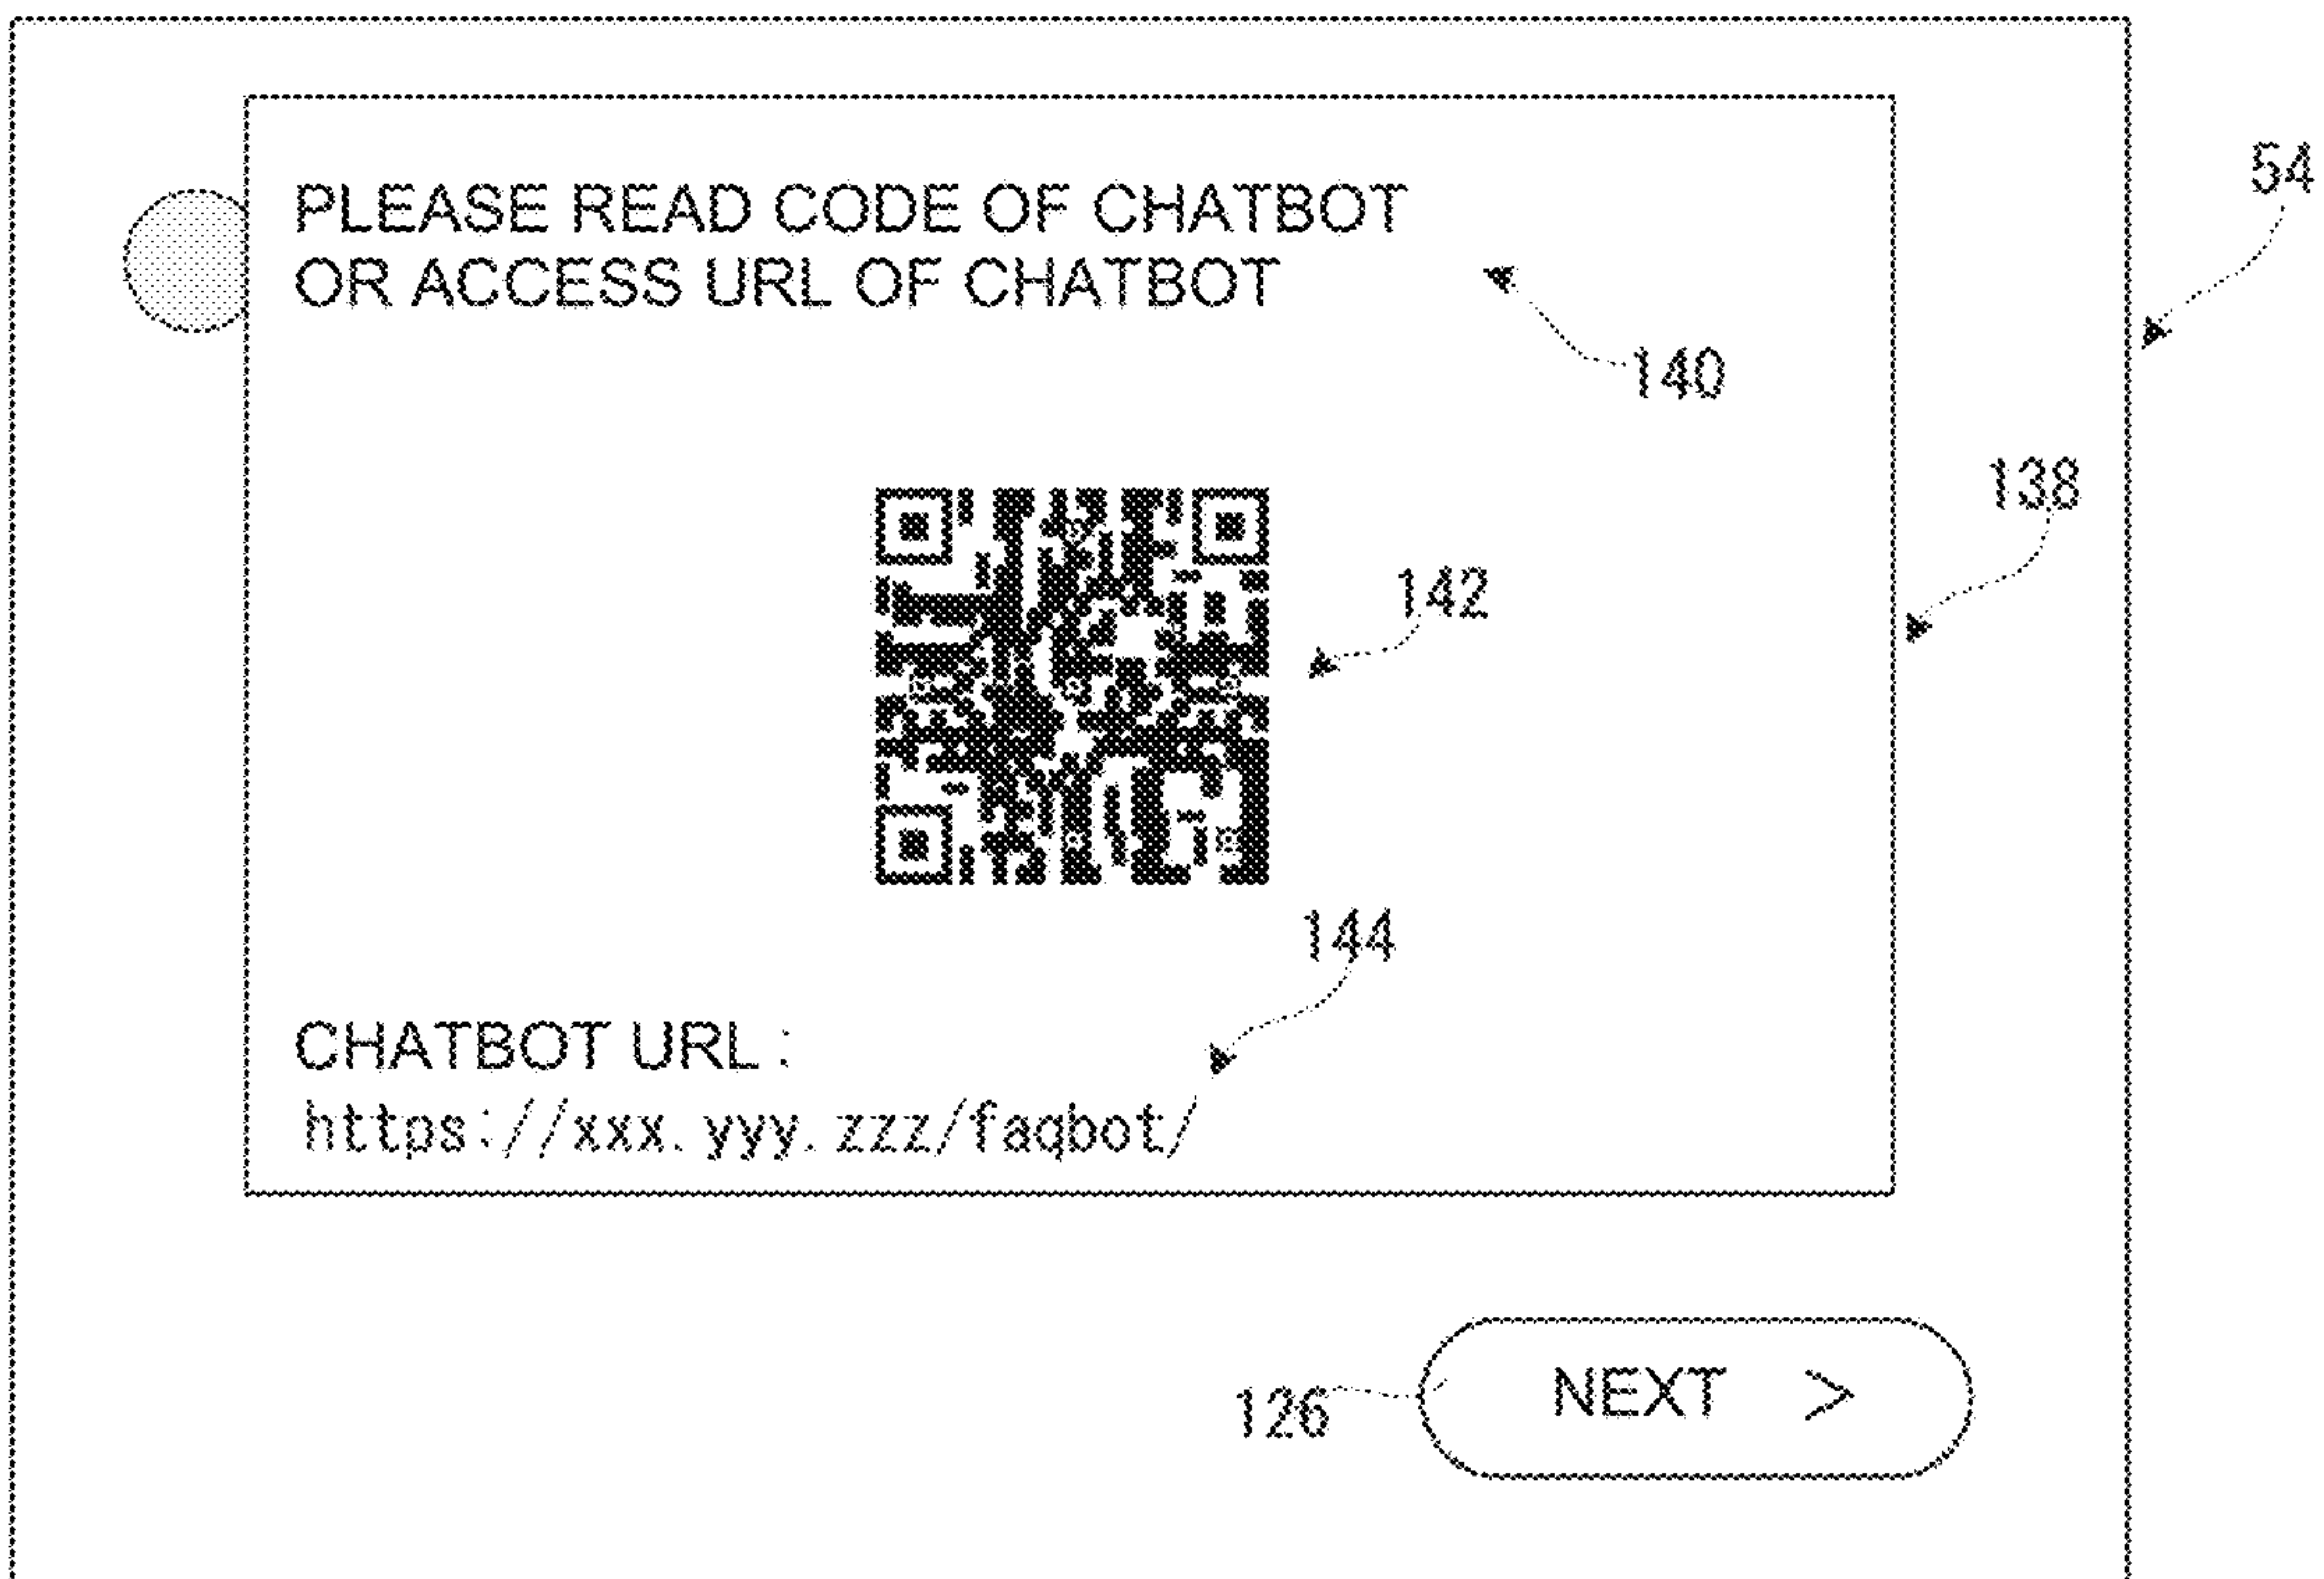 54
PLEASE READ CODE OF CHATBOT
OR ACCESS URL OF CHATBOT
140
138
142
144
CHATBOT URL :
https://xxx.yyy.zzz/faqbot/
126
NEXT >